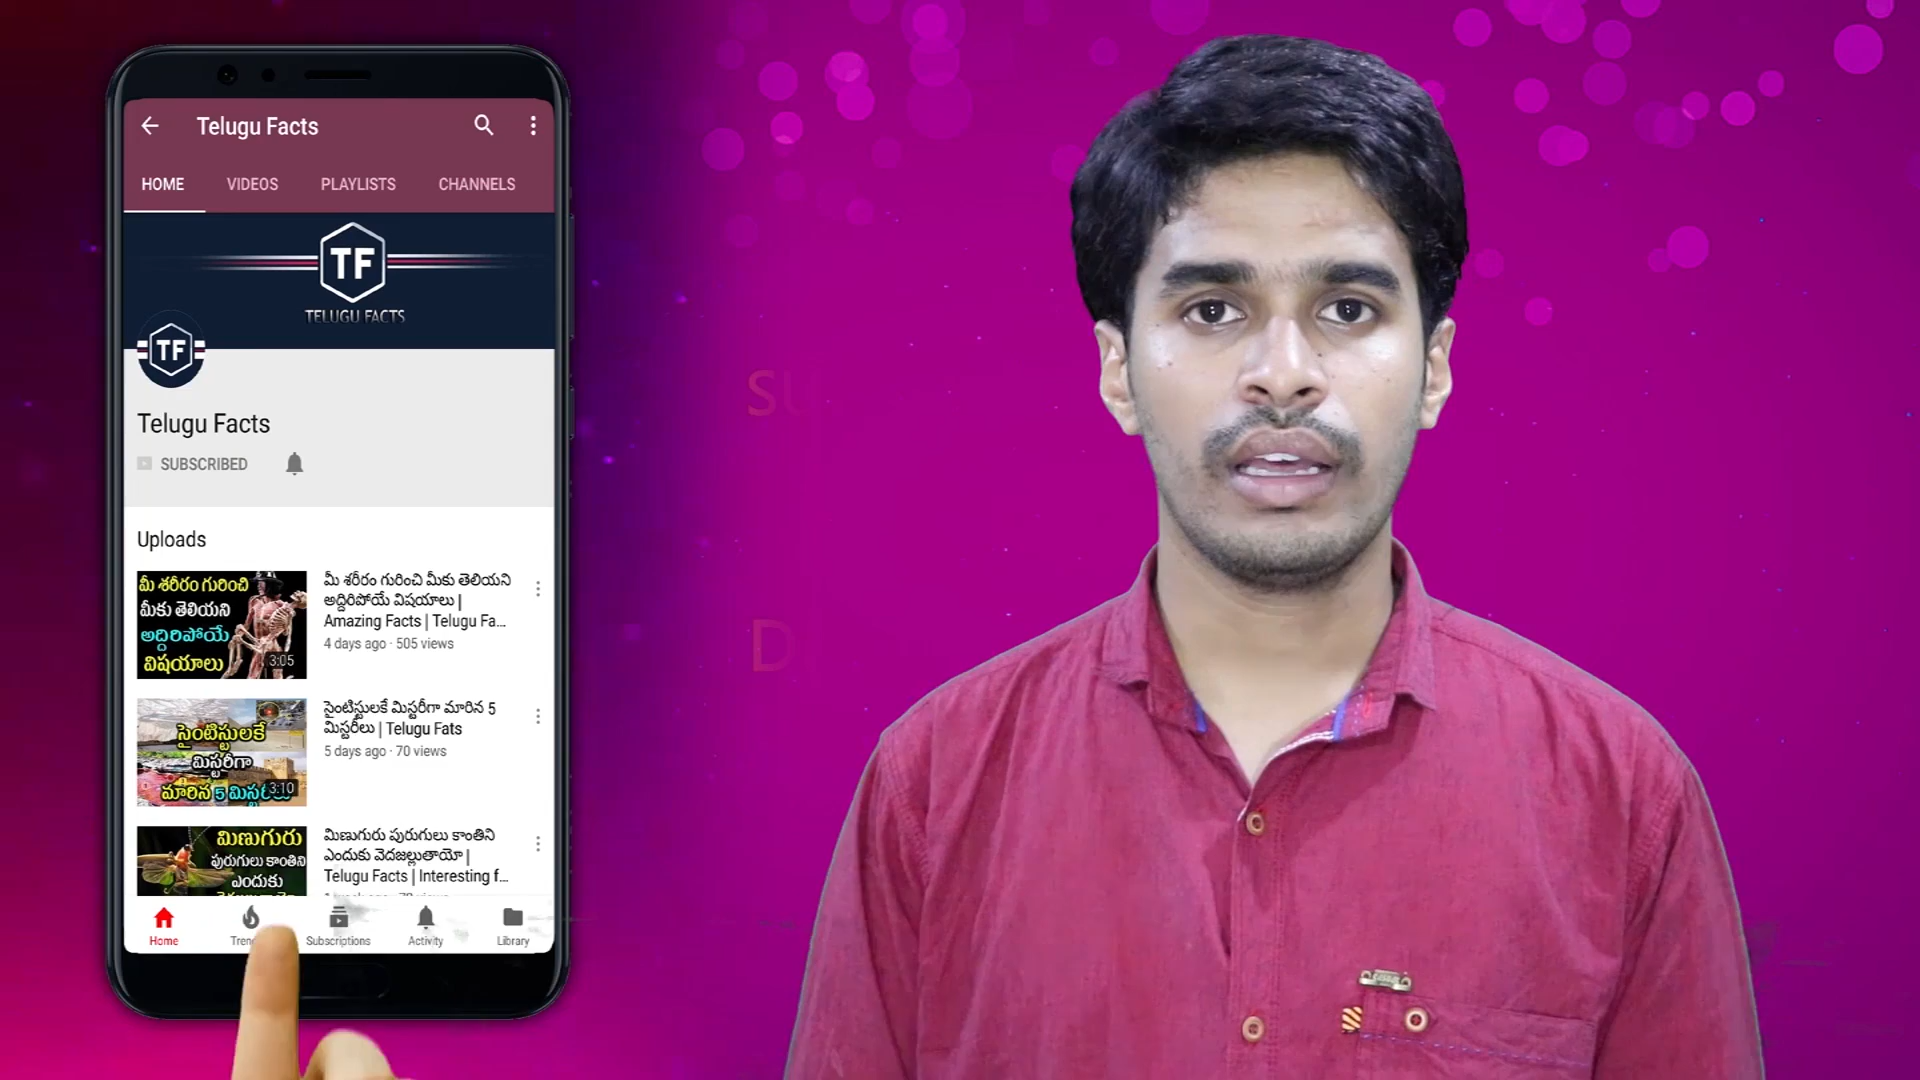 Telugu Facts
HOME VIDEOS PLAYLISTS CHANNELS
TF
TELUGU FACTS
TF
Telugu Facts
SUBSCRIBED
Uploads
మీ శరీరం గురించి
మీకు తెలియని
అద్దిరిపోయే
విషయాలు
3:05
మీ శరీరం గురించి మీకు తెలియని
అద్దిరిపోయే విషయాలు |
Amazing Facts | Telugu Fa...
4 days ago · 505 views
సైంటిస్టులకే
మిస్టరీగా
మారిన 5
3:10
సైంటిస్టులకే మిస్టరీగా మారిన 5
మిస్టరీలు | Telugu Fats
5 days ago · 70 views
మిణుగురు
పురుగులు కాంతిని
ఎందుకు
మిణుగురు పురుగులు కాంతిని
ఎందుకు వెదజల్లుతాయో |
Telugu Facts | Interesting f...
Home Subscriptions Activity Library